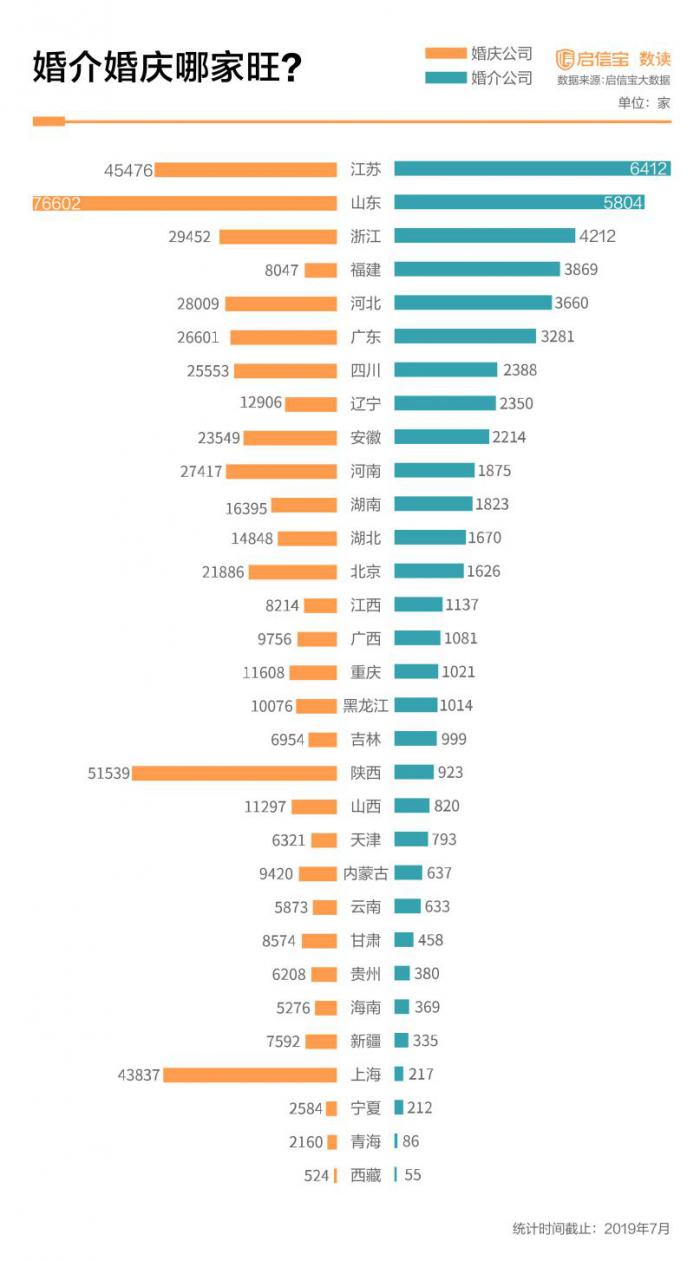 婚介婚庆哪家旺?
婚庆公司
婚介公司
启信宝 数读
数据来源:启信宝大数据
单位：家
45476 江苏 6412
76602 山东 5804
29452 浙江 4212
8047 福建 3869
28009 河北 3660
26601 广东 3281
25553 四川 2388
12906 辽宁 2350
23549 安徽 2214
27417 河南 1875
16395 湖南 1823
14848 湖北 1670
21886 北京 1626
8214 江西 1137
9756 广西 1081
11608 重庆 1021
10076 黑龙江 1014
6954 吉林 999
51539 陕西 923
11297 山西 820
6321 天津 793
9420 内蒙古 637
5873 云南 633
8574 甘肃 458
6208 贵州 380
5276 海南 369
7592 新疆 335
43837 上海 217
2584 宁夏 212
2160 青海 86
524 西藏 55
统计时间截止：2019年7月